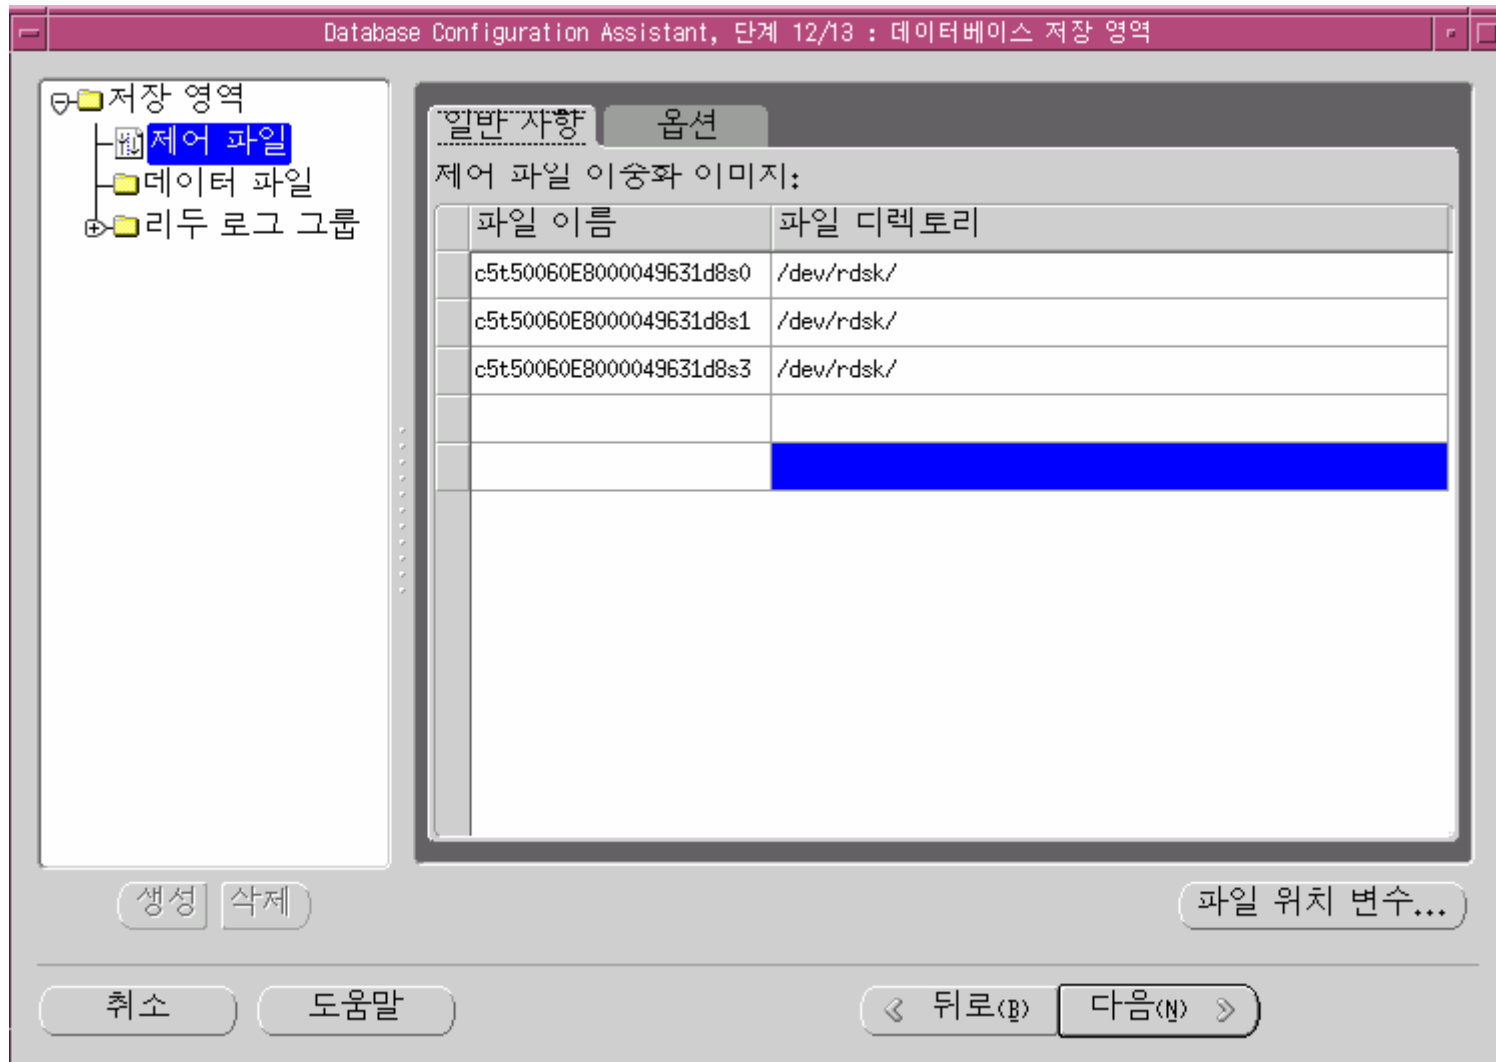 Database Configuration Assistant, 단계 12/13 : 데이터베이스 저장 영역
저장 영역
제어 파일
데이터 파일
리두 로그 그룹
일반 사항
옵션
제어 파일 이중화 이미지:
파일 이름 파일 디렉토리
c5t50060E8000049631d8s0 /dev/rdsk/
c5t50060E8000049631d8s1 /dev/rdsk/
c5t50060E8000049631d8s3 /dev/rdsk/
생성 삭제
파일 위치 변수...
취소 도움말 뒤로(B) 다음(N)